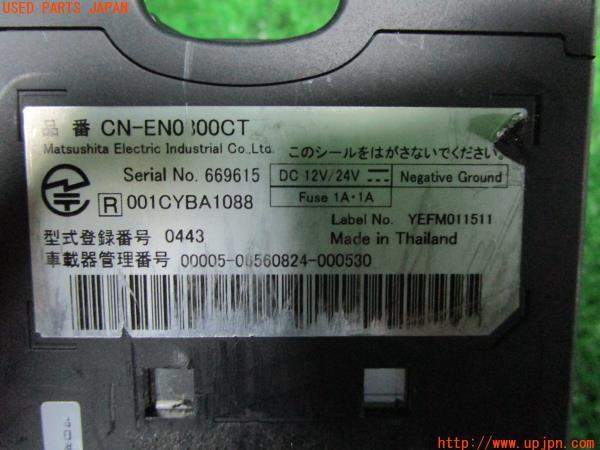 USED PARTS JAPAN
品 番 CN-EN0300CT
Matsushita Electric Industrial Co.,Ltd.
このシールをはがさないでください。
Serial No. 669615
DC 12V/24V
Negative Ground
Fuse 1A・1A
R 001CYBA1088
Label No. YEFM011511
型式登録番号 0443
Made in Thailand
車載器管理番号 00005-06560824-000530
http://www.upjpn.com/